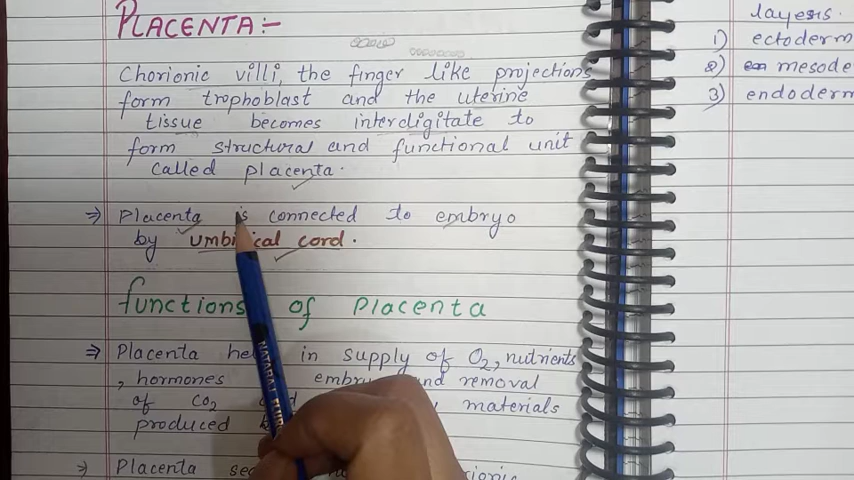 PLACENTA:-
Chorionic villi, the finger like projections
form trophoblast and the uterine
tissue becomes interdigitate to
form structural and functional unit
called placenta.
⇒ Placenta is connected to embryo
by umbilical cord.
functions of Placenta
⇒ Placenta in supply of O₂, nutrients
, hormones embryo and removal
of CO₂ materials
produced
⇒ Placenta
layers.
1) ectoderm
2) mesode
3) endoderm
NATARAJ